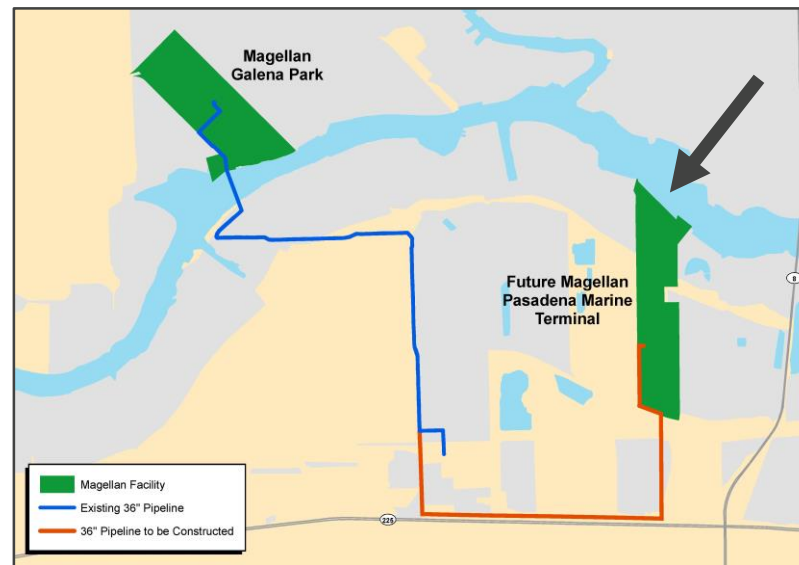 Magellan
Galena Park
8
Future Magellan
Pasadena Marine
Terminal
Magellan Facility
Existing 36" Pipeline
36" Pipeline to be Constructed
225